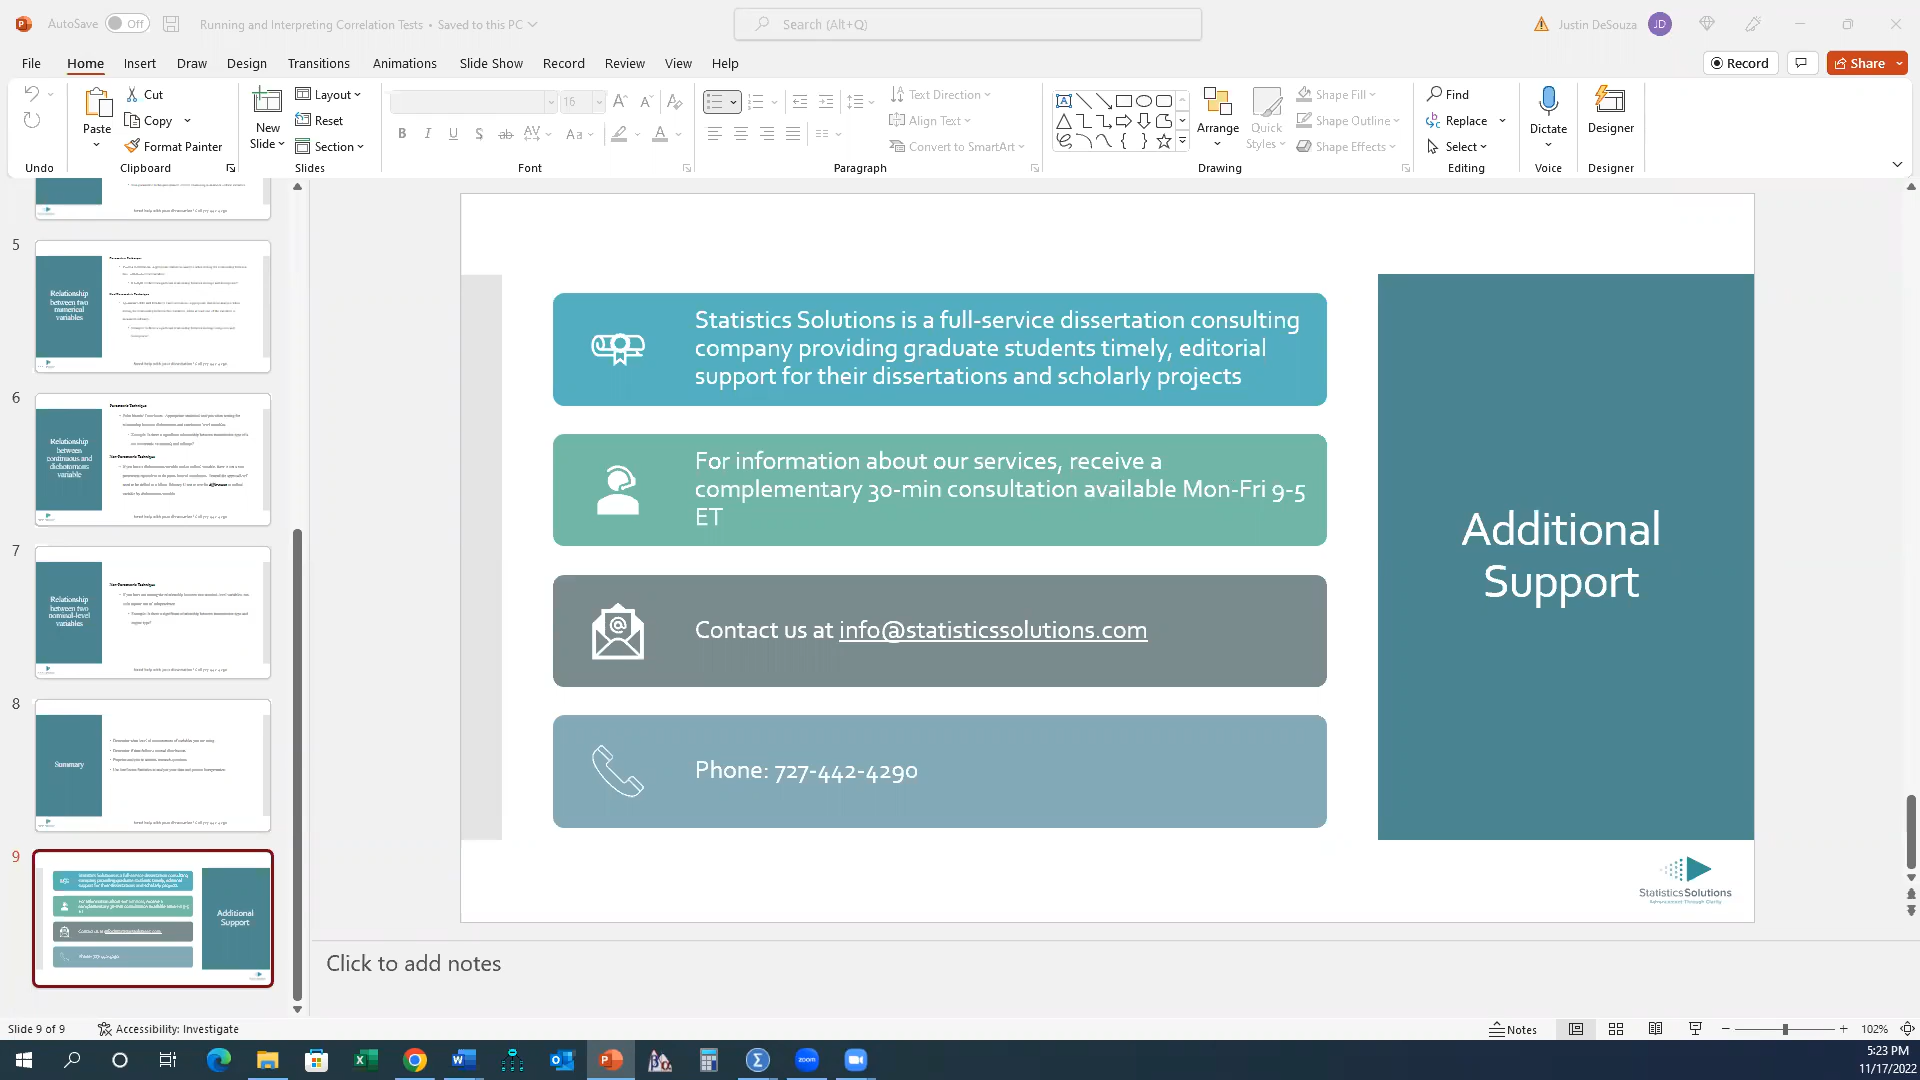 AutoSave Off Running and Interpreting Correlation Tests • Saved to this PC Search (Alt+Q) Justin DeSouza JD
File Home Insert Draw Design Transitions Animations Slide Show Record Review View Help Record Share
Cut Layout 16 Text Direction Shape Fill Find
Paste Copy New Slide Reset Align Text Arrange Quick Styles Shape Outline Replace Dictate Designer
Format Painter Section Convert to SmartArt Shape Effects Select
Undo Clipboard Slides Font Paragraph Drawing Editing Voice Designer
5
Relationship
between two
numerical
variables
6
Relationship
between
continuous and
dichotomous
variable
7
Relationship
between two
nominal-level
variables
8
Summary
9
Additional
Support
Statistics Solutions is a full-service dissertation consulting
company providing graduate students timely, editorial
support for their dissertations and scholarly projects
For information about our services, receive a
complementary 30-min consultation available Mon-Fri 9-5
ET
Contact us at info@statisticssolutions.com
Phone: 727-442-4290
Additional
Support
StatisticsSolutions
Advancement Through Clarity
Click to add notes
Slide 9 of 9 Accessibility: Investigate Notes 102%
5:23 PM
11/17/2022